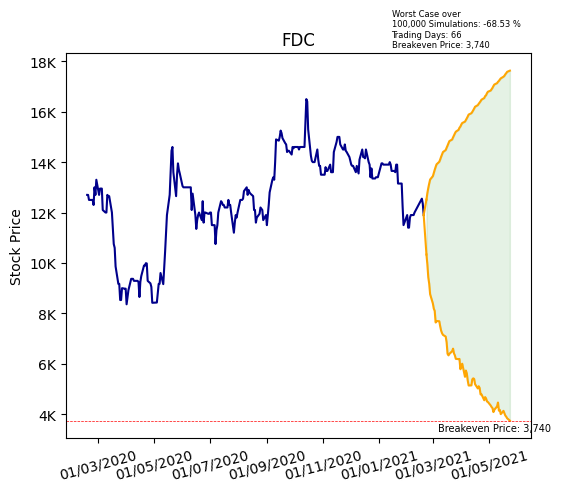 Worst Case over
100,000 Simulations: -68.53 %
Trading Days: 66
Breakeven Price: 3,740
FDC
Stock Price
18K
16K
14K
12K
10K
8K
6K
4K
Breakeven Price: 3,740
01/03/2020
01/05/2020
01/07/2020
01/09/2020
01/11/2020
01/01/2021
01/03/2021
01/05/2021